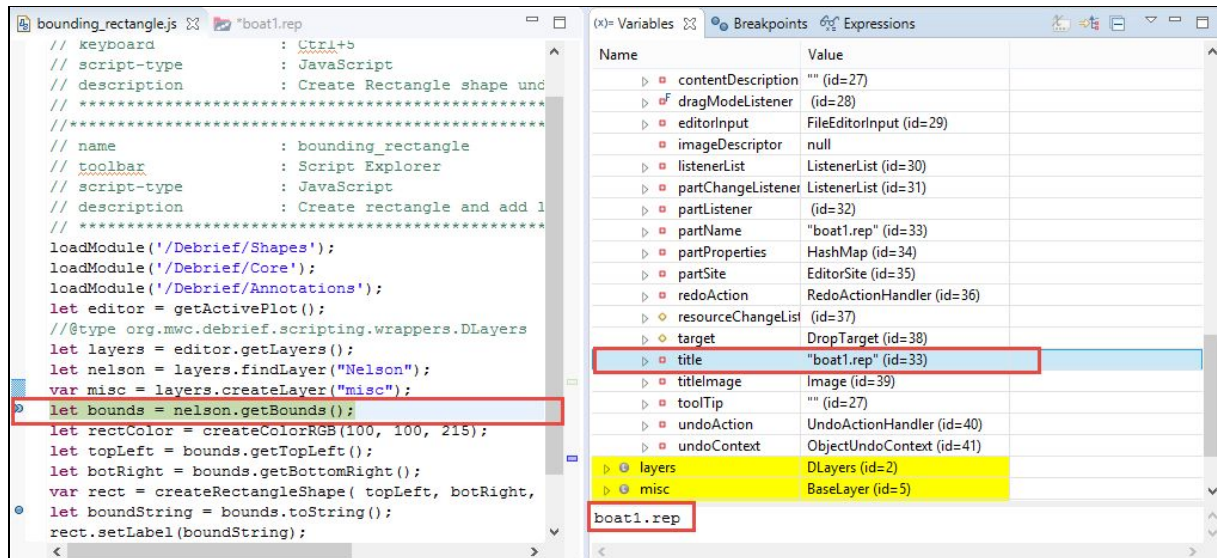 bounding_rectangle.js *boat1.rep
// keyboard : Ctrl+5
// script-type : JavaScript
// description : Create Rectangle shape und
// **************************************************
//**************************************************
// name : bounding_rectangle
// toolbar : Script Explorer
// script-type : JavaScript
// description : Create rectangle and add l
// **************************************************
loadModule('/Debrief/Shapes');
loadModule('/Debrief/Core');
loadModule('/Debrief/Annotations');
let editor = getActivePlot();
//@type org.mwc.debrief.scripting.wrappers.DLayers
let layers = editor.getLayers();
let nelson = layers.findLayer("Nelson");
var misc = layers.createLayer("misc");
let bounds = nelson.getBounds();
let rectColor = createColorRGB(100, 100, 215);
let topLeft = bounds.getTopLeft();
let botRight = bounds.getBottomRight();
var rect = createRectangleShape( topLeft, botRight,
let boundString = bounds.toString();
rect.setLabel(boundString);
(x)= Variables Breakpoints Expressions
Name Value
contentDescription "" (id=27)
dragModeListener (id=28)
editorInput FileEditorInput (id=29)
imageDescriptor null
listenerList ListenerList (id=30)
partChangeListener ListenerList (id=31)
partListener (id=32)
partName "boat1.rep" (id=33)
partProperties HashMap (id=34)
partSite EditorSite (id=35)
redoAction RedoActionHandler (id=36)
resourceChangeList (id=37)
target DropTarget (id=38)
title "boat1.rep" (id=33)
titleImage Image (id=39)
toolTip "" (id=27)
undoAction UndoActionHandler (id=40)
undoContext ObjectUndoContext (id=41)
layers DLayers (id=2)
misc BaseLayer (id=5)
boat1.rep